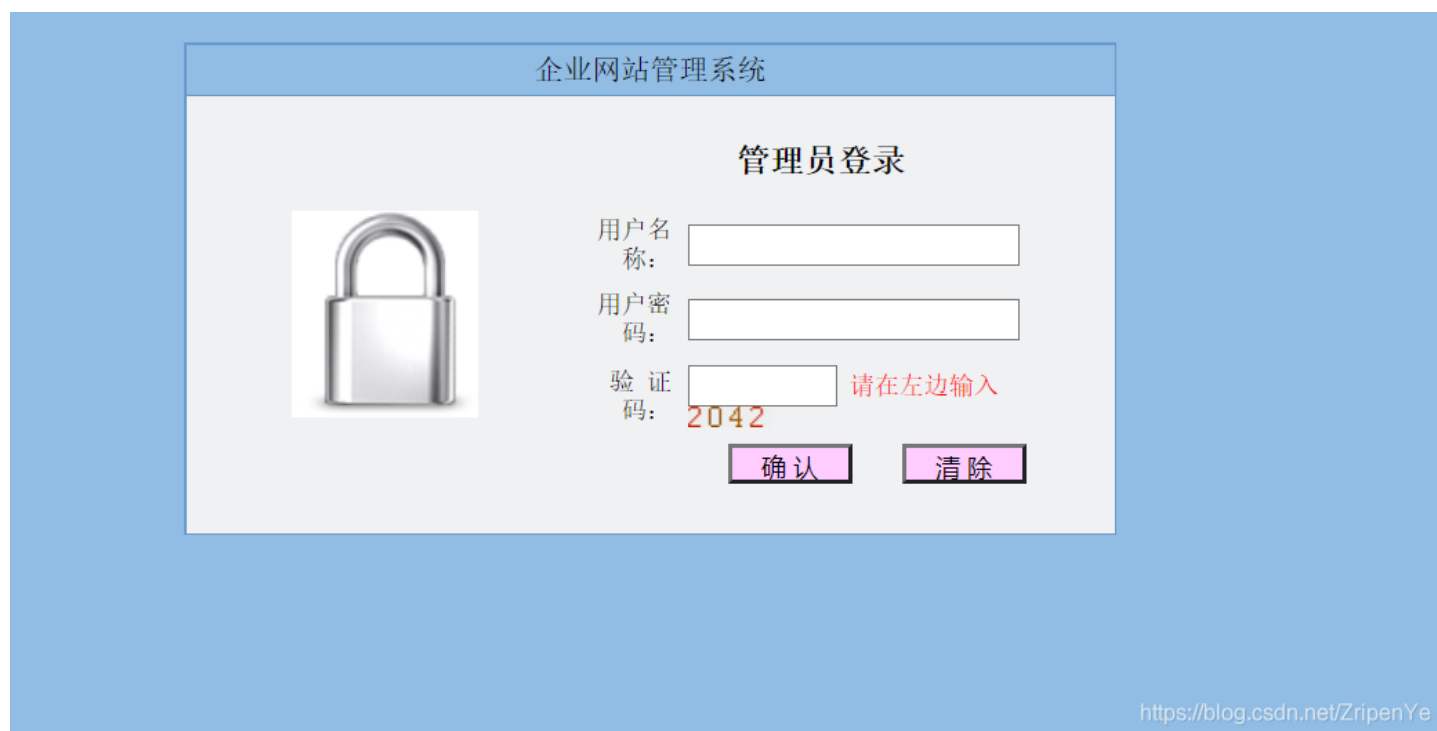 企业网站管理系统
管理员登录
用户名
称：
用户密
码：
验 证
码：
请在左边输入
2042
确 认
清 除
https://blog.csdn.net/ZripenYe